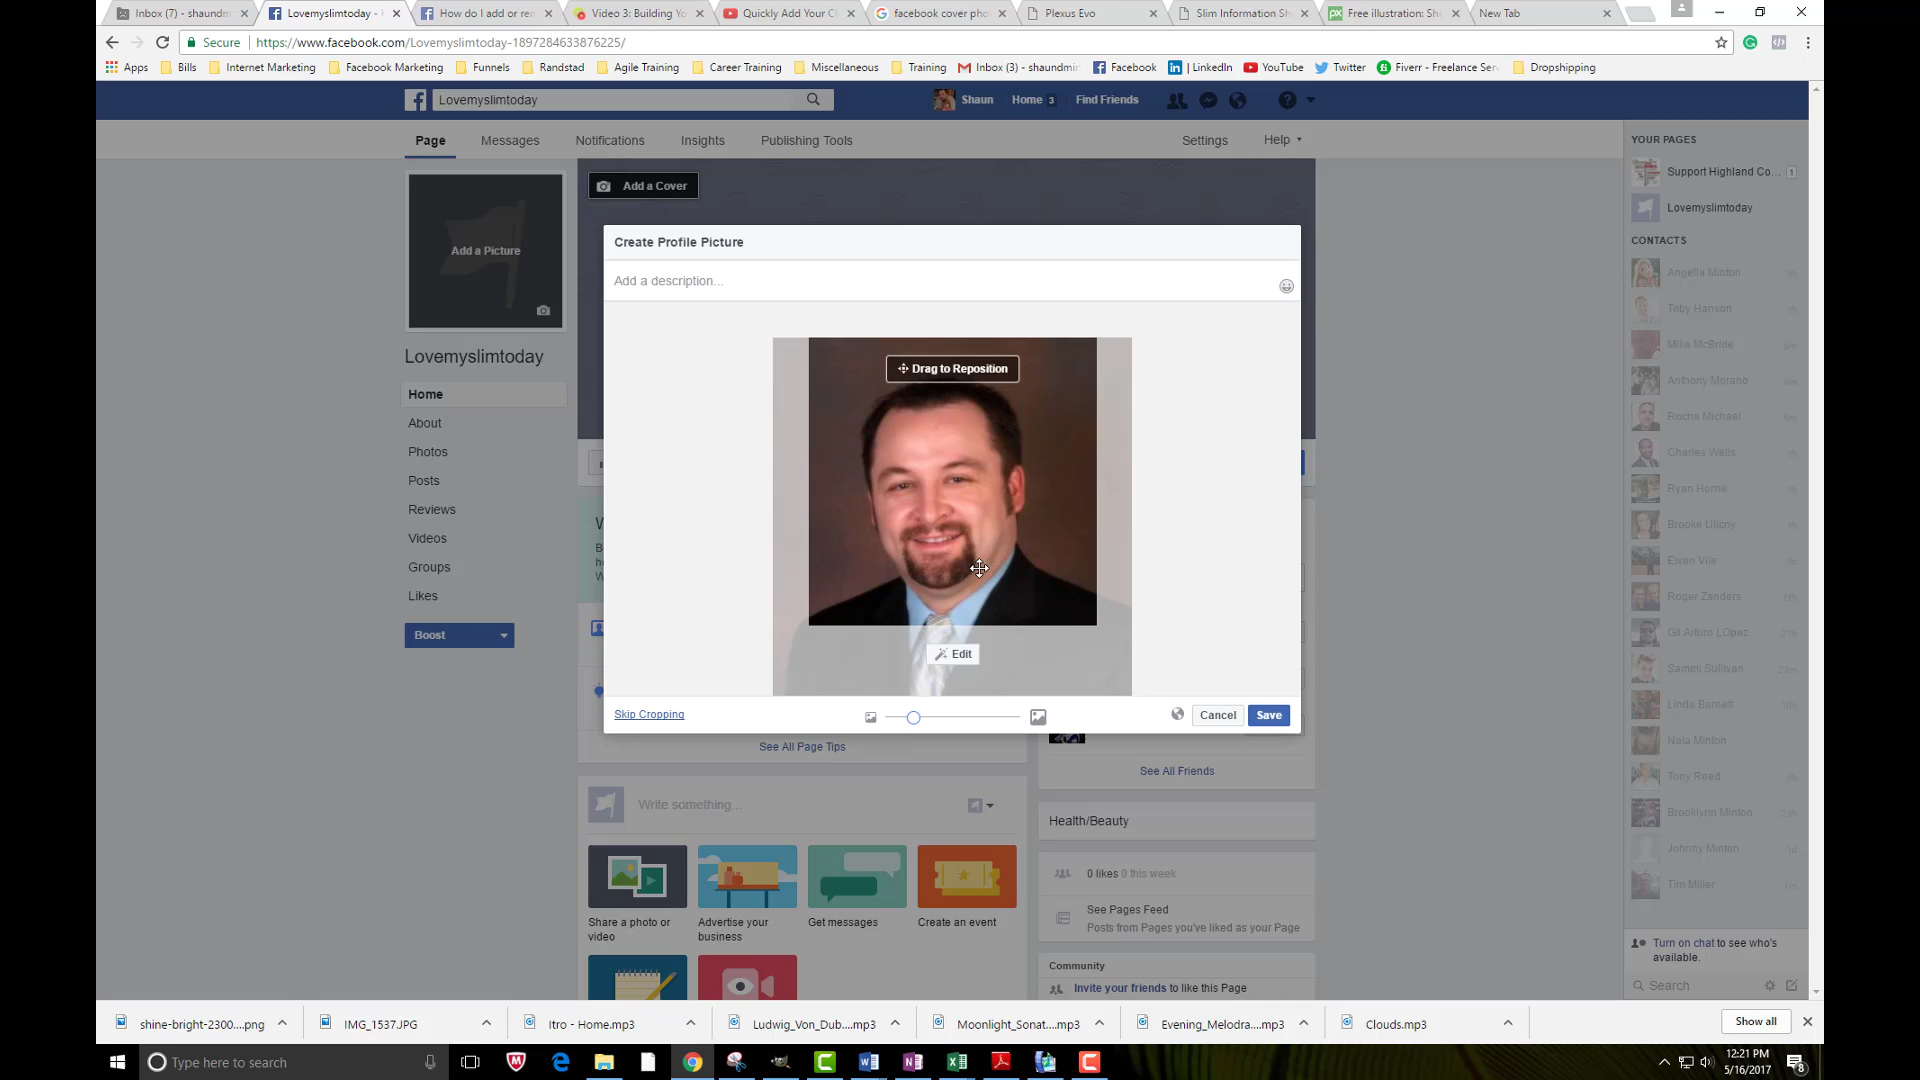 Inbox (7) - shaundmi
Lovemyslimtoday -
How do I add or re
Video 3: Building Yo
Quickly Add Your Cl
facebook cover pho
Plexus Evo
Slim Information Sh
Free illustration: Sh
New Tab
Secure
https://www.facebook.com/Lovemyslimtoday-1897284633876225/
Apps
Bills
Internet Marketing
Facebook Marketing
Funnels
Randstad
Agile Training
Career Training
Miscellaneous
Training
Inbox (3) - shaundmin
Facebook
LinkedIn
YouTube
Twitter
Fiverr - Freelance Ser
Dropshipping
Lovemyslimtoday
Shaun
Home 3
Find Friends
Page
Messages
Notifications
Insights
Publishing Tools
Settings
Help
Add a Cover
Add a Picture
Lovemyslimtoday
Home
About
Photos
Posts
Reviews
Videos
Groups
Likes
Boost
Create Profile Picture
Add a description...
Drag to Reposition
Edit
Skip Cropping
Cancel
Save
See All Page Tips
Write something...
Share a photo or
video
Advertise your
business
Get messages
Create an event
See All Friends
Health/Beauty
0 likes 0 this week
See Pages Feed
Posts from Pages you've liked as your Page
Community
Invite your friends to like this Page
YOUR PAGES
Support Highland Co... 1
Lovemyslimtoday
CONTACTS
Angella Minton
Toby Hanson
Mike McBride
Anthony Morano
Rocha Michael
Charles Wells
Ryan Horne
Brooke Ulicny
Ewen Vile
Roger Zanders
Gil Arturo LOpez
Sammi Sullivan
Linda Barnett
Nala Minton
Tony Reed
Brooklynn Minton
Johnny Minton 1d
Tim Miller
Turn on chat to see who's
available.
Search
shine-bright-2300....png
IMG_1537.JPG
Itro - Home.mp3
Ludwig_Von_Dub....mp3
Moonlight_Sonat....mp3
Evening_Melodra....mp3
Clouds.mp3
Show all
Type here to search
12:21 PM
5/16/2017
8